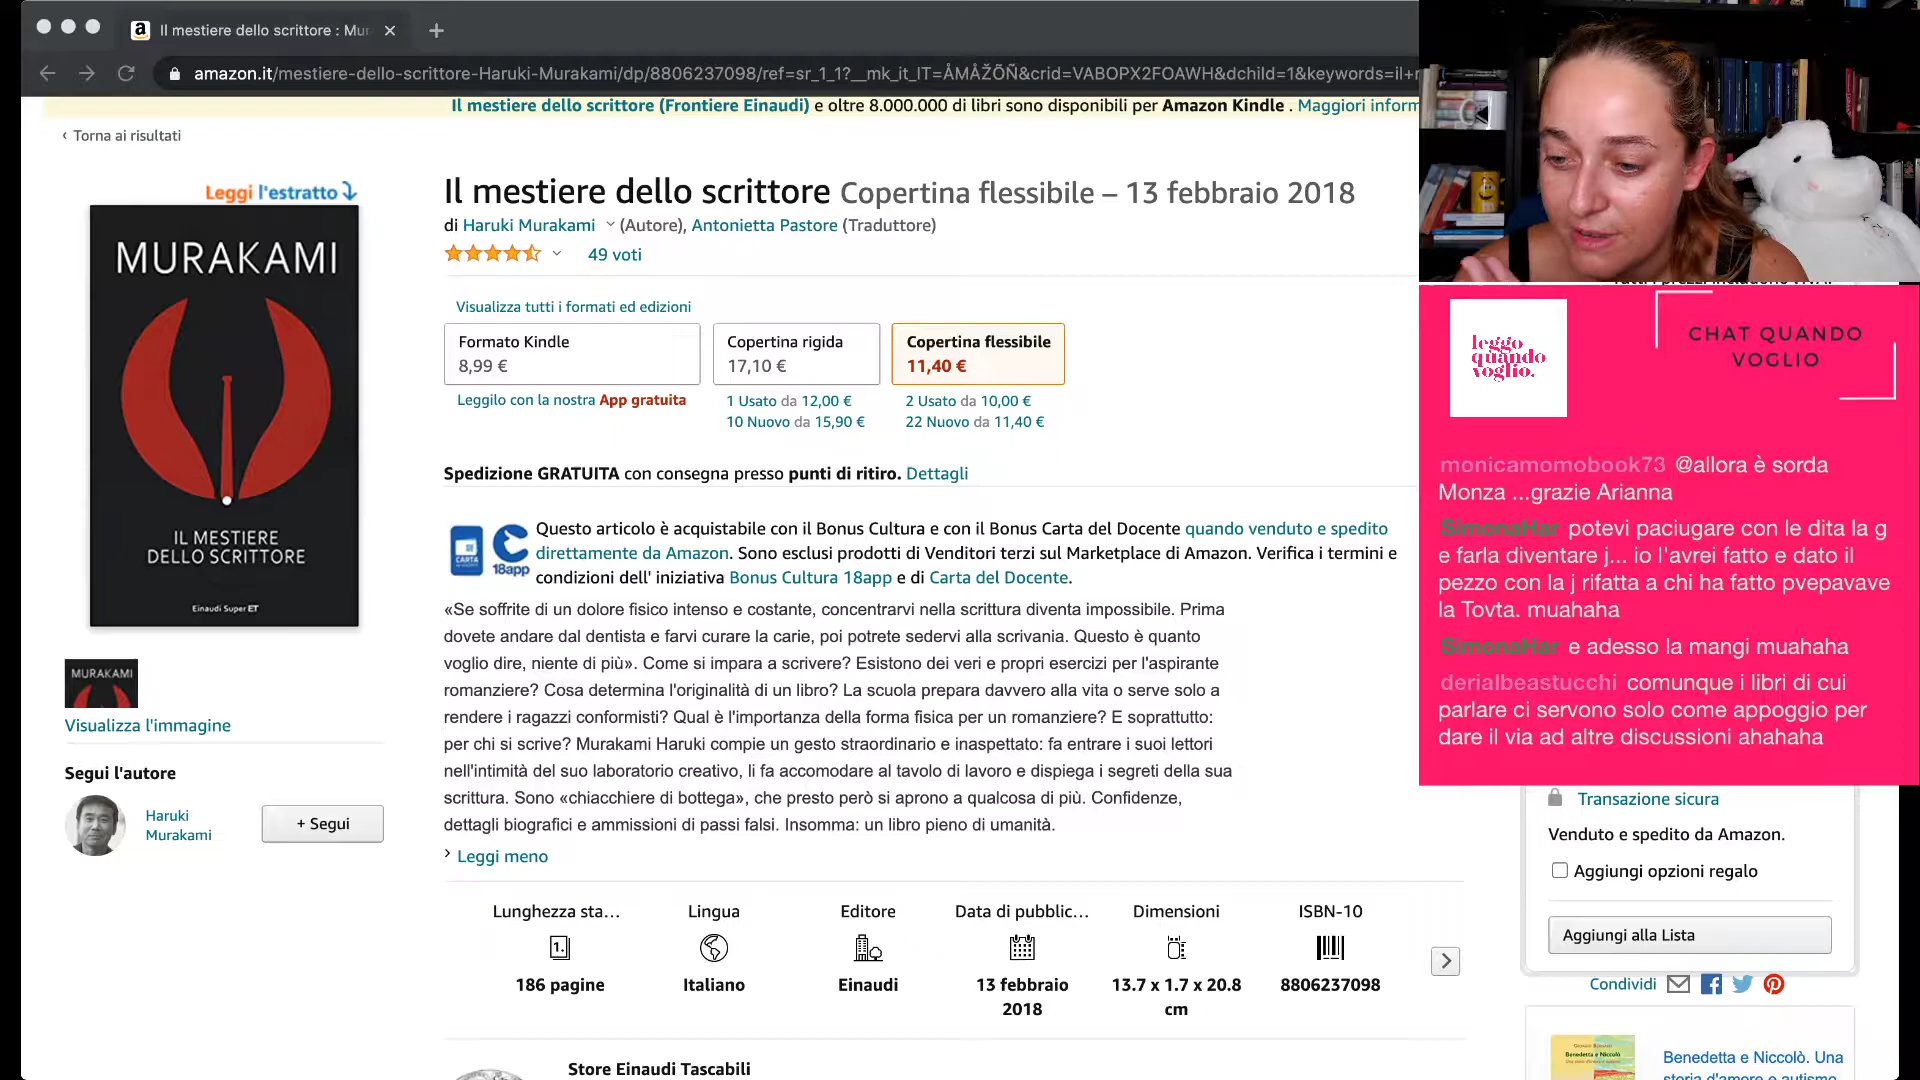 Il mestiere dello scrittore : Mur
amazon.it/mestiere-dello-scrittore-Haruki-Murakami/dp/8806237098/ref=sr_1_1?__mk_it_IT=ÅMÅŽÕÑ&crid=VABOPX2FOAWH&dchild=1&keywords=il+
Il mestiere dello scrittore (Frontiere Einaudi) e oltre 8.000.000 di libri sono disponibili per Amazon Kindle . Maggiori inform
‹ Torna ai risultati
Leggi l'estratto
MURAKAMI
IL MESTIERE
DELLO SCRITTORE
Einaudi Super ET
MURAKAMI
Visualizza l'immagine
Segui l'autore
Haruki
Murakami
+ Segui
Il mestiere dello scrittore Copertina flessibile – 13 febbraio 2018
di Haruki Murakami (Autore), Antonietta Pastore (Traduttore)
49 voti
Visualizza tutti i formati ed edizioni
Formato Kindle
8,99 €
Leggilo con la nostra App gratuita
Copertina rigida
17,10 €
1 Usato da 12,00 €
10 Nuovo da 15,90 €
Copertina flessibile
11,40 €
2 Usato da 10,00 €
22 Nuovo da 11,40 €
Spedizione GRATUITA con consegna presso punti di ritiro. Dettagli
CARTA
18app
Questo articolo è acquistabile con il Bonus Cultura e con il Bonus Carta del Docente quando venduto e spedito
direttamente da Amazon. Sono esclusi prodotti di Venditori terzi sul Marketplace di Amazon. Verifica i termini e
condizioni dell' iniziativa Bonus Cultura 18app e di Carta del Docente.
«Se soffrite di un dolore fisico intenso e costante, concentrarvi nella scrittura diventa impossibile. Prima
dovete andare dal dentista e farvi curare la carie, poi potrete sedervi alla scrivania. Questo è quanto
voglio dire, niente di più». Come si impara a scrivere? Esistono dei veri e propri esercizi per l'aspirante
romanziere? Cosa determina l'originalità di un libro? La scuola prepara davvero alla vita o serve solo a
rendere i ragazzi conformisti? Qual è l'importanza della forma fisica per un romanziere? E soprattutto:
per chi si scrive? Murakami Haruki compie un gesto straordinario e inaspettato: fa entrare i suoi lettori
nell'intimità del suo laboratorio creativo, li fa accomodare al tavolo di lavoro e dispiega i segreti della sua
scrittura. Sono «chiacchiere di bottega», che presto però si aprono a qualcosa di più. Confidenze,
dettagli biografici e ammissioni di passi falsi. Insomma: un libro pieno di umanità.
Leggi meno
Lunghezza sta…
186 pagine
Lingua
Italiano
Editore
Einaudi
Data di pubblic…
13 febbraio
2018
Dimensioni
13.7 x 1.7 x 20.8
cm
ISBN-10
8806237098
Store Einaudi Tascabili
leggo
quando
voglio.
CHAT QUANDO
VOGLIO
monicamomobook73 @allora è sorda
Monza ...grazie Arianna
SimonaHar potevi paciugare con le dita la g
e farla diventare j... io l'avrei fatto e dato il
pezzo con la j rifatta a chi ha fatto pvepavave
la Tovta. muahaha
SimonaHar e adesso la mangi muahaha
derialbeastucchi comunque i libri di cui
parlare ci servono solo come appoggio per
dare il via ad altre discussioni ahahaha
Transazione sicura
Venduto e spedito da Amazon.
Aggiungi opzioni regalo
Aggiungi alla Lista
Condividi
Benedetta e Niccolò
Benedetta e Niccolò. Una
storia d'amore o autismo